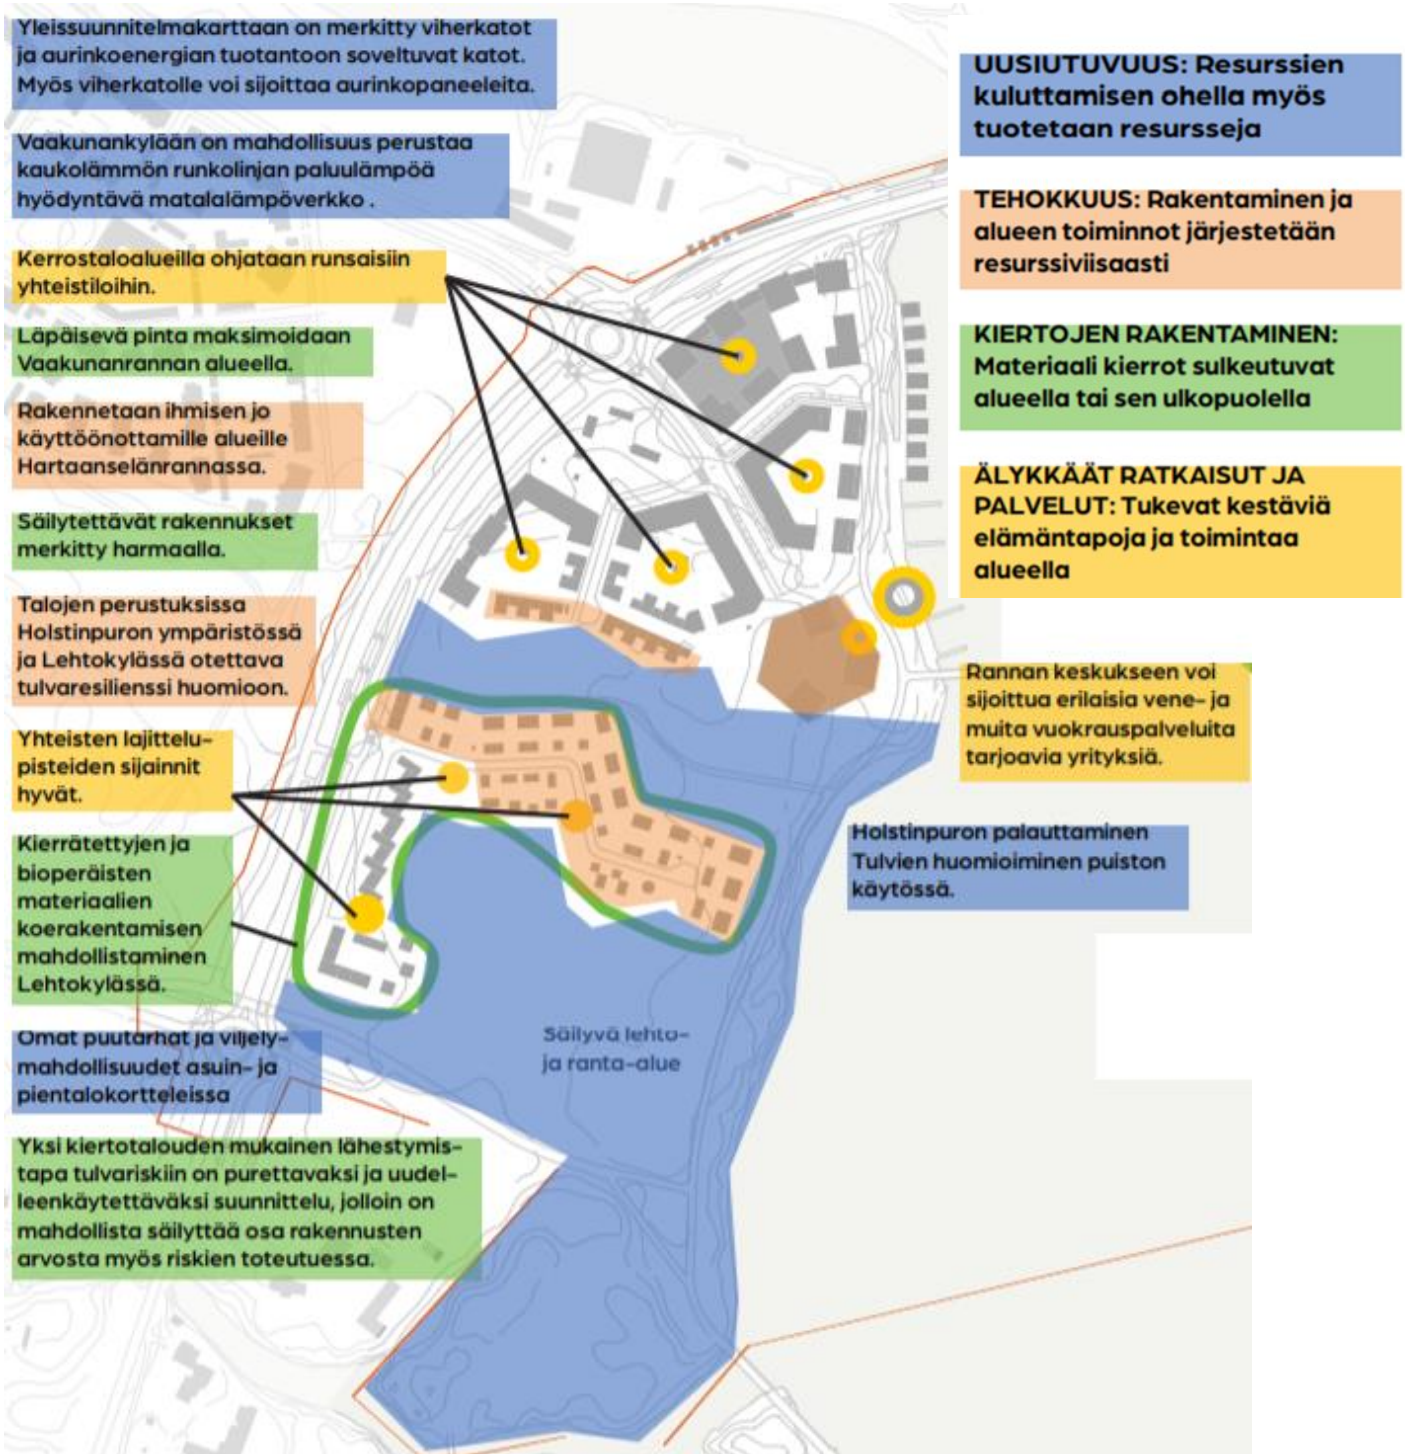 Yleissuunnitelmakarttaan on merkitty viherkatot
ja aurinkoenergian tuotantoon soveltuvat katot.
Myös viherkatolle voi sijoittaa aurinkopaneeleita.
Vaakunankylään on mahdollisuus perustaa
kaukolämmön runkolinjan paluulämpöä
hyödyntävä matalalämpöverkko .
Kerrostaloalueilla ohjataan runsaisiin
yhteistiloihin.
Läpäisevä pinta maksimoidaan
Vaakunanrannan alueella.
Rakennetaan ihmisen jo
käyttöönottamille alueille
Hartaanselänrannassa.
Säilytettävät rakennukset
merkitty harmaalla.
Talojen perustuksissa
Holstinpuron ympäristössä
ja Lehtokylässä otettava
tulvaresilienssi huomioon.
Yhteisten lajittelu-
pisteiden sijainnit
hyvät.
Kierrätettyjen ja
bioperäisten
materiaalien
koerakentamisen
mahdollistaminen
Lehtokylässä.
Omat puutarhat ja viljely-
mahdollisuudet asuin- ja
pientalokortteleissa
Yksi kiertotalouden mukainen lähestymis-
tapa tulvariskiin on purettavaksi ja uudel-
leenkäytettäväksi suunnittelu, jolloin on
mahdollista säilyttää osa rakennusten
arvosta myös riskien toteutuessa.
Säilyvä lehto-
ja ranta-alue
UUSIUTUVUUS: Resurssien
kuluttamisen ohella myös
tuotetaan resursseja
TEHOKKUUS: Rakentaminen ja
alueen toiminnot järjestetään
resurssiviisaasti
KIERTOJEN RAKENTAMINEN:
Materiaali kierrot sulkeutuvat
alueella tai sen ulkopuolella
ÄLYKKÄÄT RATKAISUT JA
PALVELUT: Tukevat kestäviä
elämäntapoja ja toimintaa
alueella
Rannan keskukseen voi
sijoittua erilaisia vene- ja
muita vuokrauspalveluita
tarjoavia yrityksiä.
Holstinpuron palauttaminen
Tulvien huomioiminen puiston
käytössä.